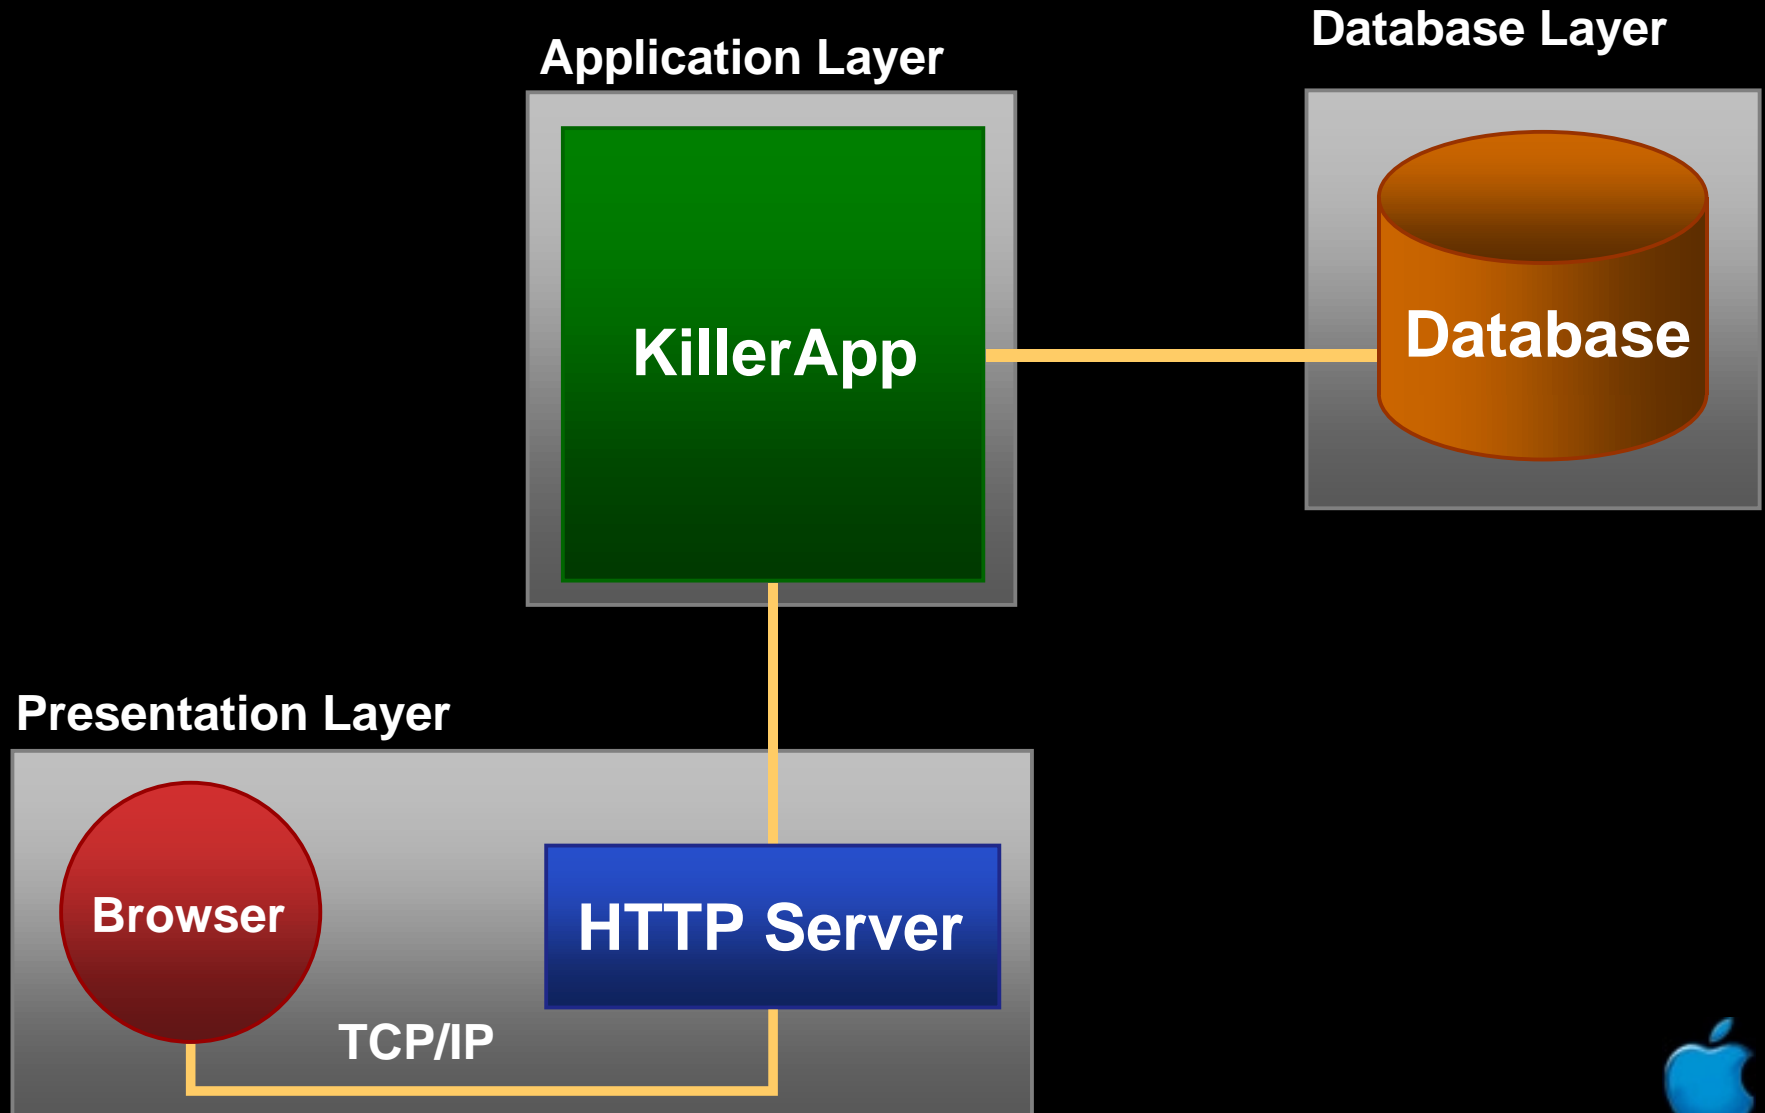 Application Layer
Database Layer
KillerApp
Database
Presentation Layer
Browser
HTTP Server
TCP/IP